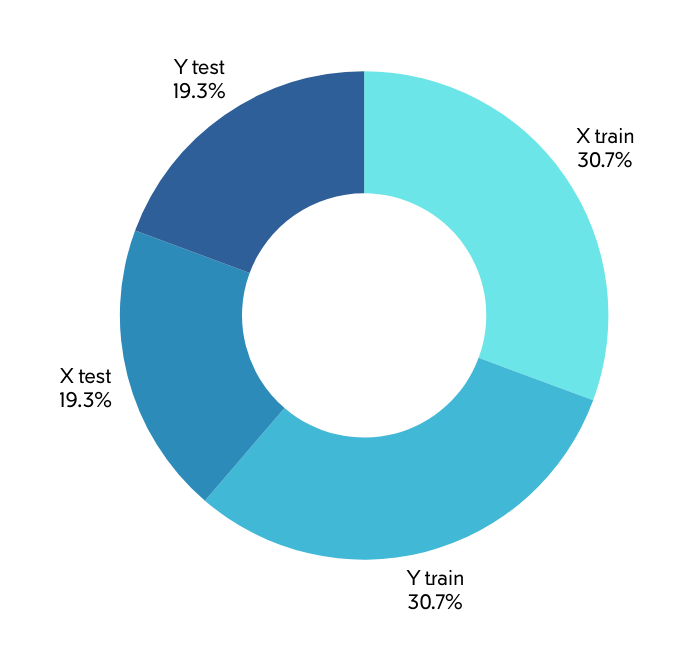 Y test
19.3%
X train
30.7%
X test
19.3%
Y train
30.7%